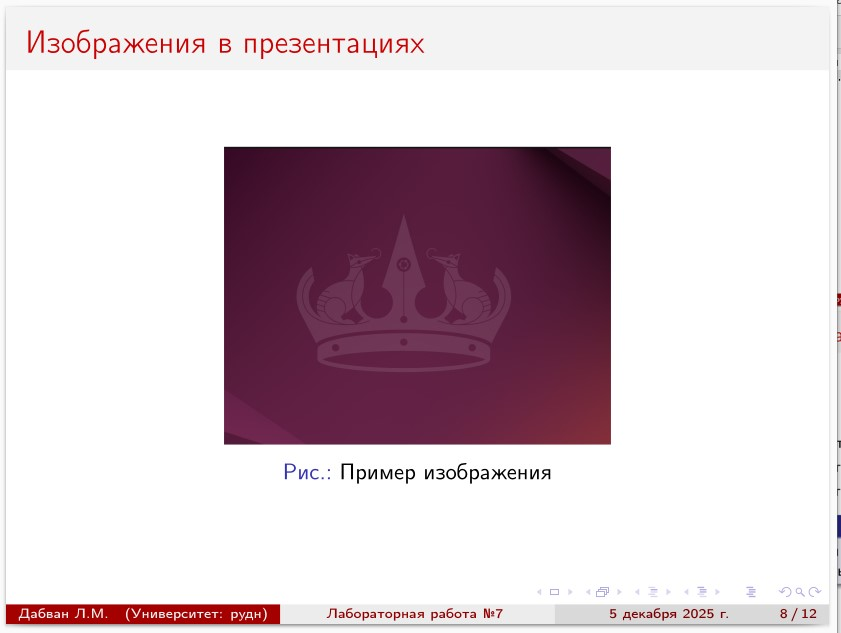 Изображения в презентациях
Рис.: Пример изображения
Дабван Л.М. (Университет: рудн) Лабораторная работа №7 5 декабря 2025 г. 8 / 12